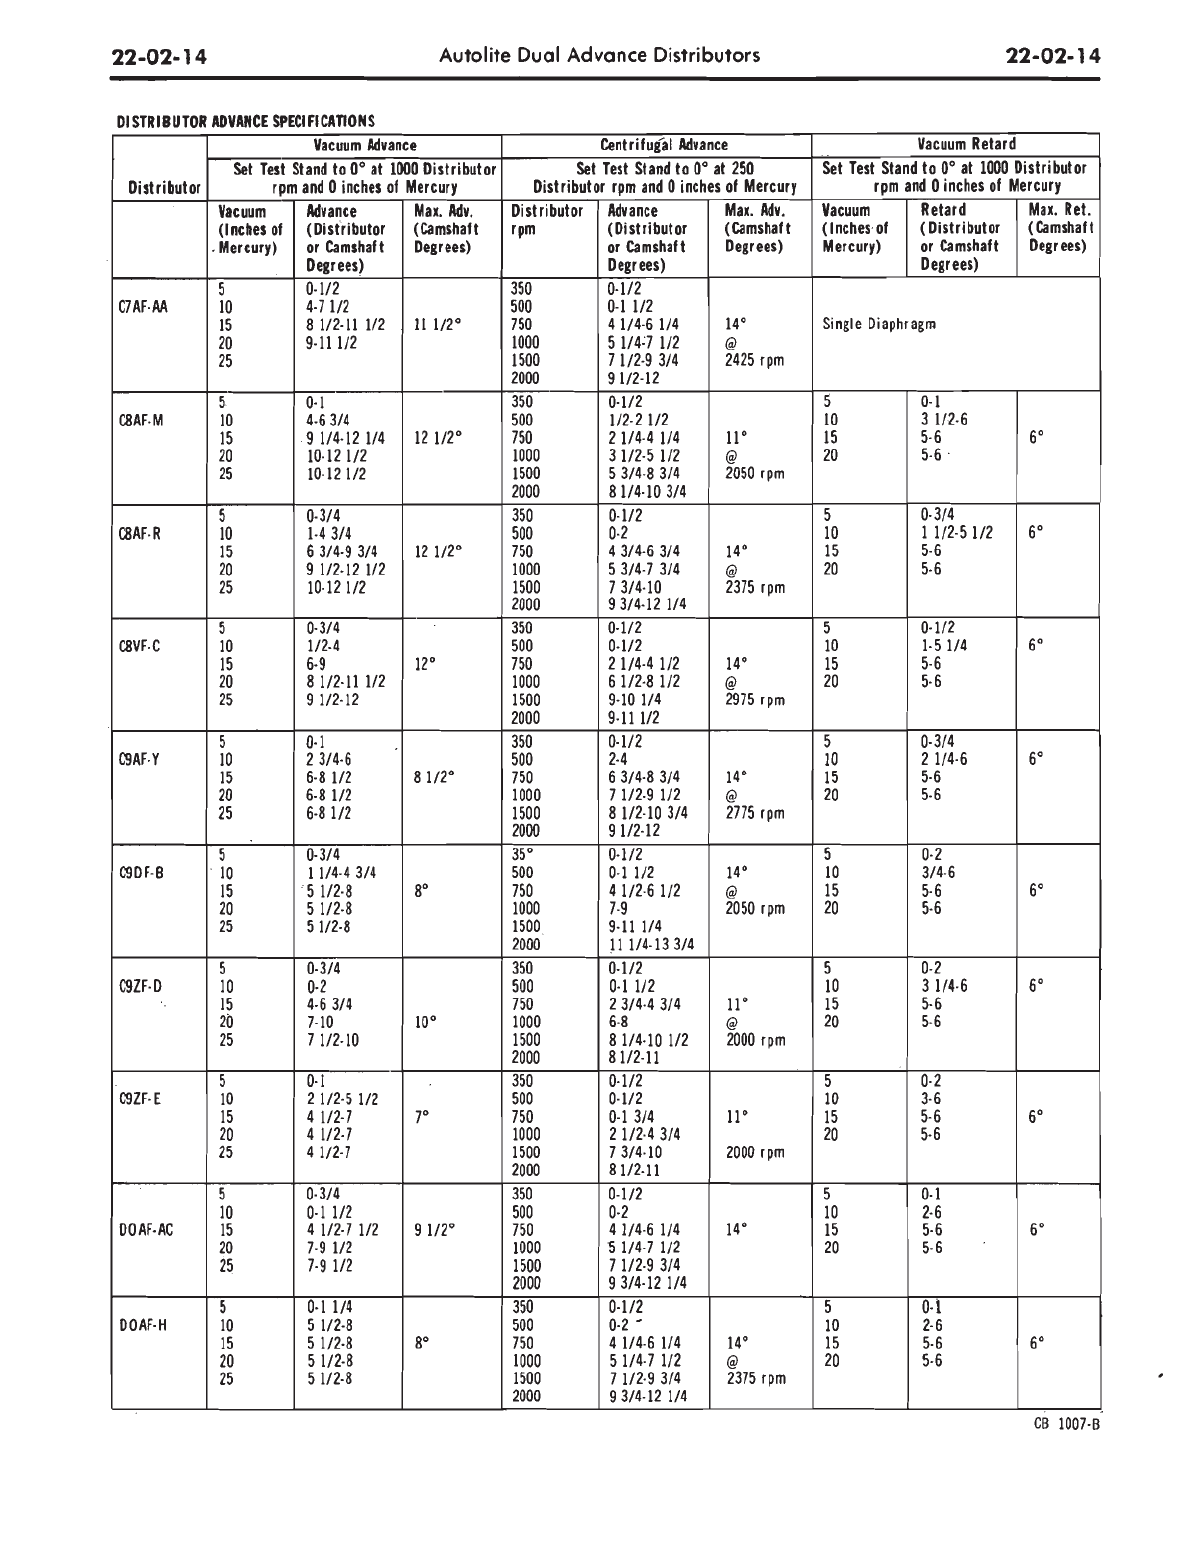 22-02-14 Autolite Dual Advance Distributors 22-02-14
DISTRIBUTOR ADVANCE SPECIFICATIONS
Vacuum Advance Centrifugal Advance Vacuum Retard
Set Test Stand to 0° at 1000 Distributor Set Test Stand to 0° at 250 Set Test Stand to 0° at 1000 Distributor
Distributor rpm and 0 inches of Mercury Distributor rpm and 0 inches of Mercury rpm and 0 inches of Mercury
Vacuum Advance Max. Adv. Distributor Advance Max. Adv. Vacuum Retard Max. Ret.
(Inches of (Distributor (Camshaft rpm (Distributor (Camshaft (Inches of (Distributor (Camshaft
Mercury) or Camshaft Degrees) or Camshaft Degrees) Mercury) or Camshaft Degrees)
Degrees) Degrees) Degrees)
5 0-1/2 350 0-1/2
C7AF-AA 10 4-7 1/2 500 0-1 1/2
15 8 1/2-11 1/2 11 1/2° 750 4 1/4-6 1/4 14° Single Diaphragm
20 9-11 1/2 1000 5 1/4-7 1/2 @
25 1500 7 1/2-9 3/4 2425 rpm
2000 9 1/2-12
5 0-1 350 0-1/2 5 0-1
C8AF-M 10 4-6 3/4 500 1/2-2 1/2 10 3 1/2-6
15 9 1/4-12 1/4 12 1/2° 750 2 1/4-4 1/4 11° 15 5-6 6°
20 10-12 1/2 1000 3 1/2-5 1/2 @ 20 5-6
25 10-12 1/2 1500 5 3/4-8 3/4 2050 rpm
2000 8 1/4-10 3/4
5 0-3/4 350 0-1/2 5 0-3/4
C8AF-R 10 1-4 3/4 500 0-2 10 1 1/2-5 1/2 6°
15 6 3/4-9 3/4 12 1/2° 750 4 3/4-6 3/4 14° 15 5-6
20 9 1/2-12 1/2 1000 5 3/4-7 3/4 @ 20 5-6
25 10-12 1/2 1500 7 3/4-10 2375 rpm
2000 9 3/4-12 1/4
5 0-3/4 350 0-1/2 5 0-1/2
C8VF-C 10 1/2-4 500 0-1/2 10 1-5 1/4 6°
15 6-9 12° 750 2 1/4-4 1/2 14° 15 5-6
20 8 1/2-11 1/2 1000 6 1/2-8 1/2 @ 20 5-6
25 9 1/2-12 1500 9-10 1/4 2975 rpm
2000 9-11 1/2
5 0-1 350 0-1/2 5 0-3/4
C9AF-Y 10 2 3/4-6 500 2-4 10 2 1/4-6 6°
15 6-8 1/2 8 1/2° 750 6 3/4-8 3/4 14° 15 5-6
20 6-8 1/2 1000 7 1/2-9 1/2 @ 20 5-6
25 6-8 1/2 1500 8 1/2-10 3/4 2775 rpm
2000 9 1/2-12
5 0-3/4 35° 0-1/2 5 0-2
C9DF-B 10 1 1/4-4 3/4 500 0-1 1/2 14° 10 3/4-6
15 5 1/2-8 8° 750 4 1/2-6 1/2 @ 15 5-6 6°
20 5 1/2-8 1000 7-9 2050 rpm 20 5-6
25 5 1/2-8 1500 9-11 1/4
2000 11 1/4-13 3/4
5 0-3/4 350 0-1/2 5 0-2
C9ZF-D 10 0-2 500 0-1 1/2 10 3 1/4-6 6°
15 4-6 3/4 750 2 3/4-4 3/4 11° 15 5-6
20 7-10 10° 1000 6-8 @ 20 5-6
25 7 1/2-10 1500 8 1/4-10 1/2 2000 rpm
2000 8 1/2-11
5 0-1 350 0-1/2 5 0-2
C9ZF-E 10 2 1/2-5 1/2 500 0-1/2 10 3-6
15 4 1/2-7 7° 750 0-1 3/4 11° 15 5-6 6°
20 4 1/2-7 1000 2 1/2-4 3/4 20 5-6
25 4 1/2-7 1500 7 3/4-10 2000 rpm
2000 8 1/2-11
5 0-3/4 350 0-1/2 5 0-1
10 0-1 1/2 500 0-2 10 2-6
DOAF-AC 15 4 1/2-7 1/2 9 1/2° 750 4 1/4-6 1/4 14° 15 5-6 6°
20 7-9 1/2 1000 5 1/4-7 1/2 20 5-6
25 7-9 1/2 1500 7 1/2-9 3/4
2000 9 3/4-12 1/4
5 0-1 1/4 350 0-1/2 5 0-1
DOAF-H 10 5 1/2-8 500 0-2 10 2-6
15 5 1/2-8 8° 750 4 1/4-6 1/4 14° 15 5-6 6°
20 5 1/2-8 1000 5 1/4-7 1/2 @ 20 5-6
25 5 1/2-8 1500 7 1/2-9 3/4 2375 rpm
2000 9 3/4-12 1/4
CB 1007-B